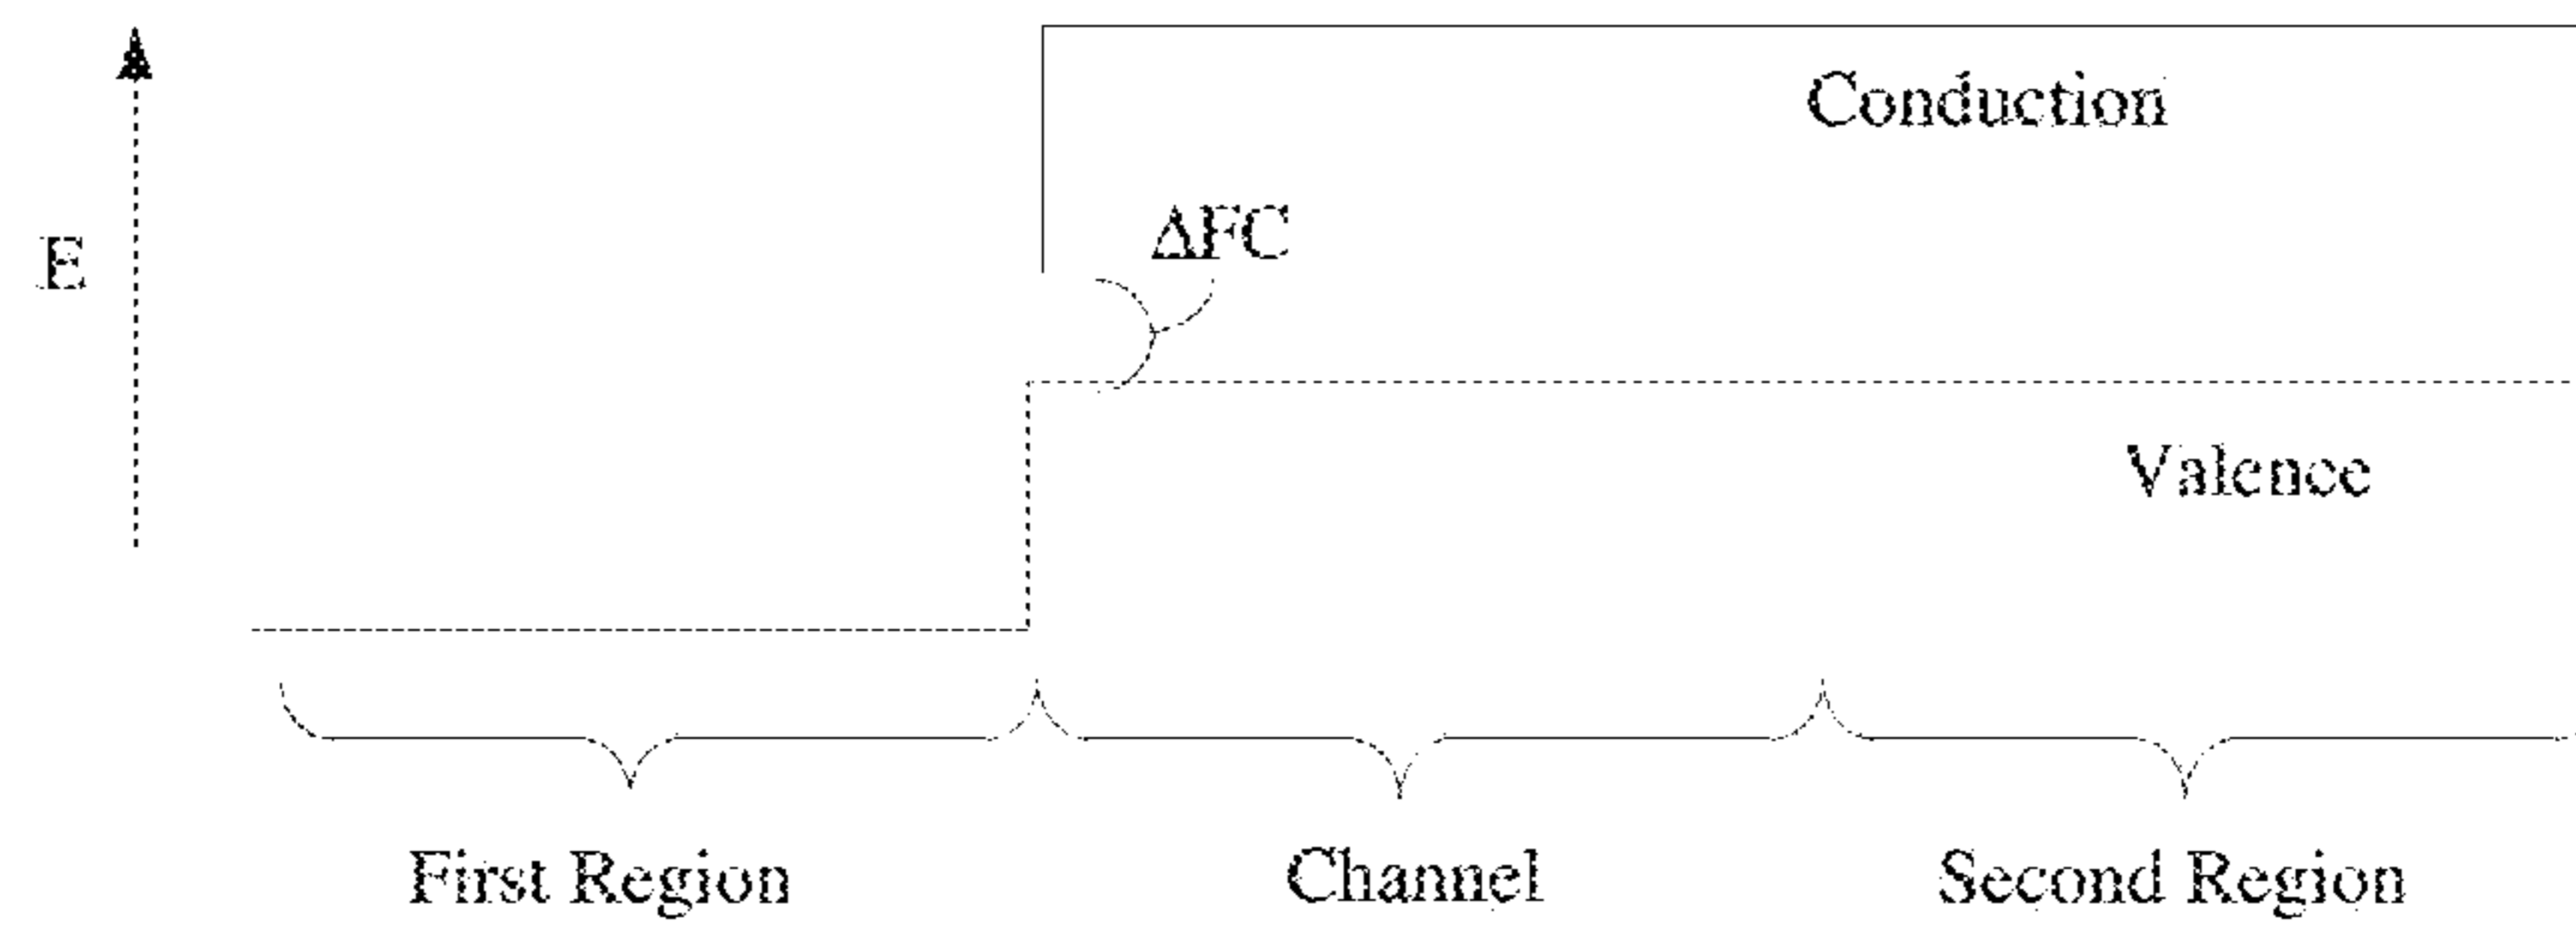 Conduction
ΔFC
E
Valence
First Region
Channel
Second Region